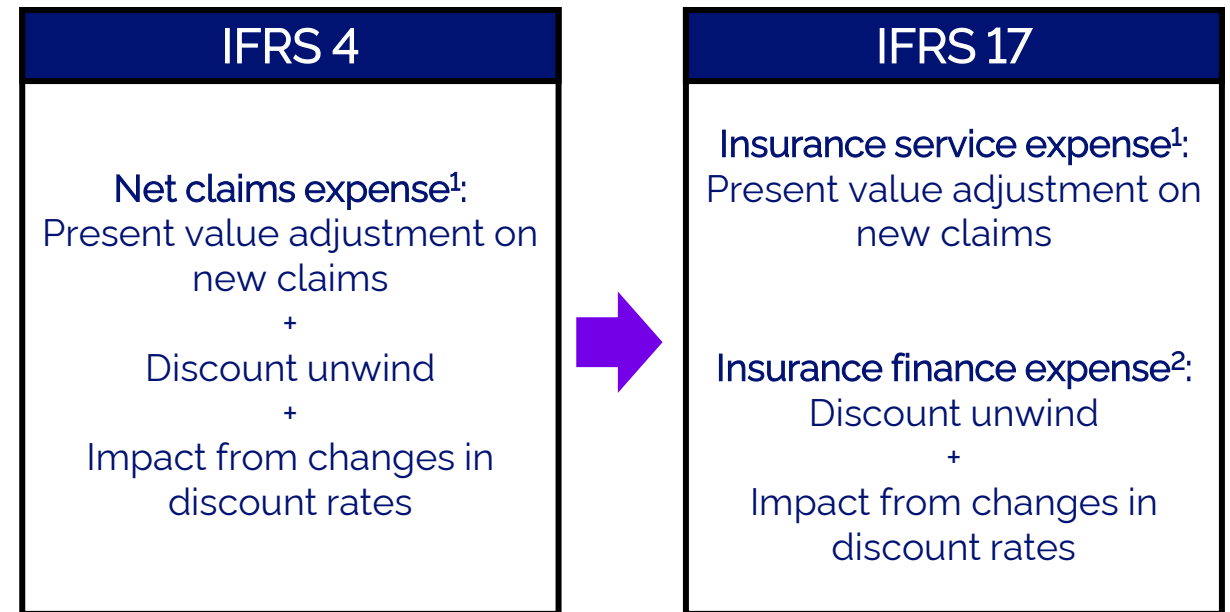 IFRS 4
Net claims expense¹:
Present value adjustment on
new claims
+
Discount unwind
+
Impact from changes in
discount rates
IFRS 17
Insurance service expense¹:
Present value adjustment on
new claims
Insurance finance expense²:
Discount unwind
+
Impact from changes in
discount rates